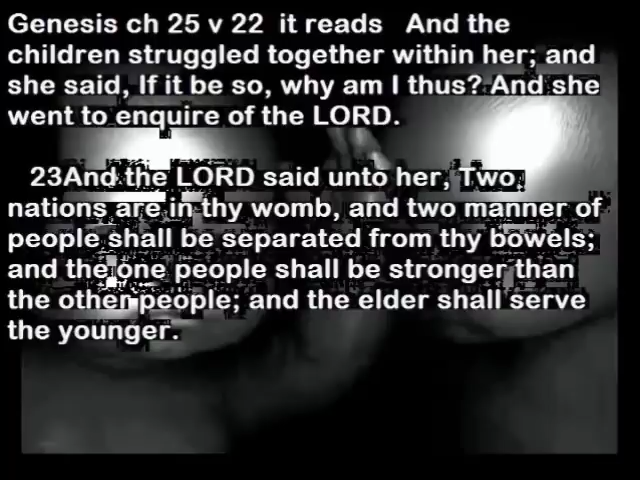 Genesis ch 25 v 22  it reads   And the
children struggled together within her; and
she said, If it be so, why am I thus? And she
went to enquire of the LORD.
23And the LORD said unto her, Two
nations are in thy womb, and two manner of
people shall be separated from thy bowels;
and the one people shall be stronger than
the other people; and the elder shall serve
the younger.